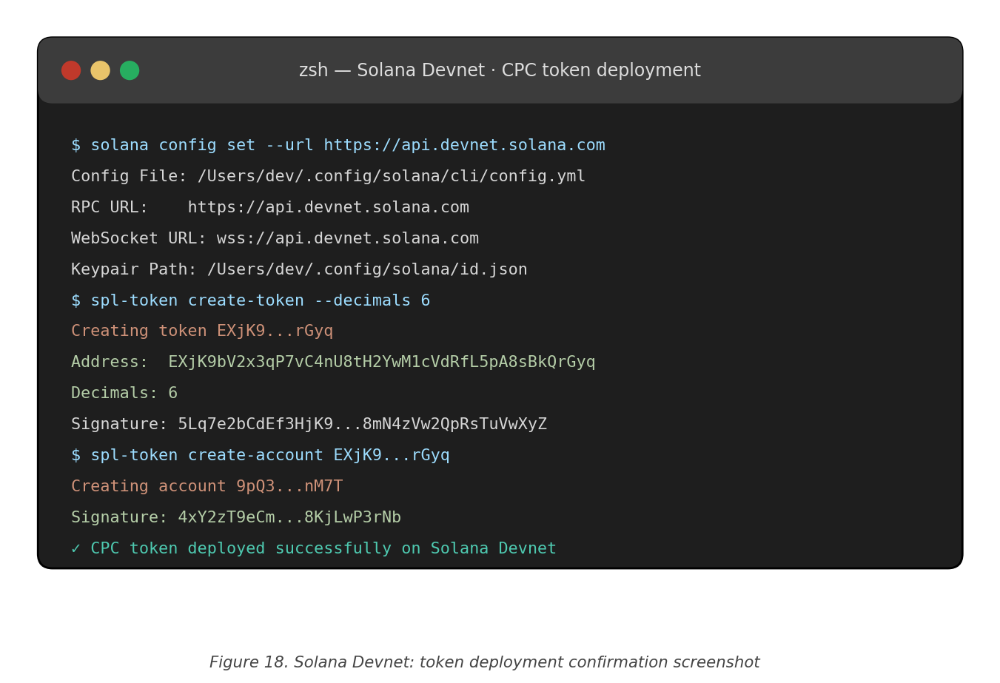 zsh — Solana Devnet · CPC token deployment
$ solana config set --url https://api.devnet.solana.com
Config File: /Users/dev/.config/solana/cli/config.yml
RPC URL:    https://api.devnet.solana.com
WebSocket URL: wss://api.devnet.solana.com
Keypair Path: /Users/dev/.config/solana/id.json
$ spl-token create-token --decimals 6
Creating token EXjK9...rGyq
Address:  EXjK9bV2x3qP7vC4nU8tH2YwM1cVdRfL5pA8sBkQrGyq
Decimals: 6
Signature: 5Lq7e2bCdEf3HjK9...8mN4zVw2QpRsTuVwXyZ
$ spl-token create-account EXjK9...rGyq
Creating account 9pQ3...nM7T
Signature: 4xY2zT9eCm...8KjLwP3rNb
✓ CPC token deployed successfully on Solana Devnet
Figure 18. Solana Devnet: token deployment confirmation screenshot